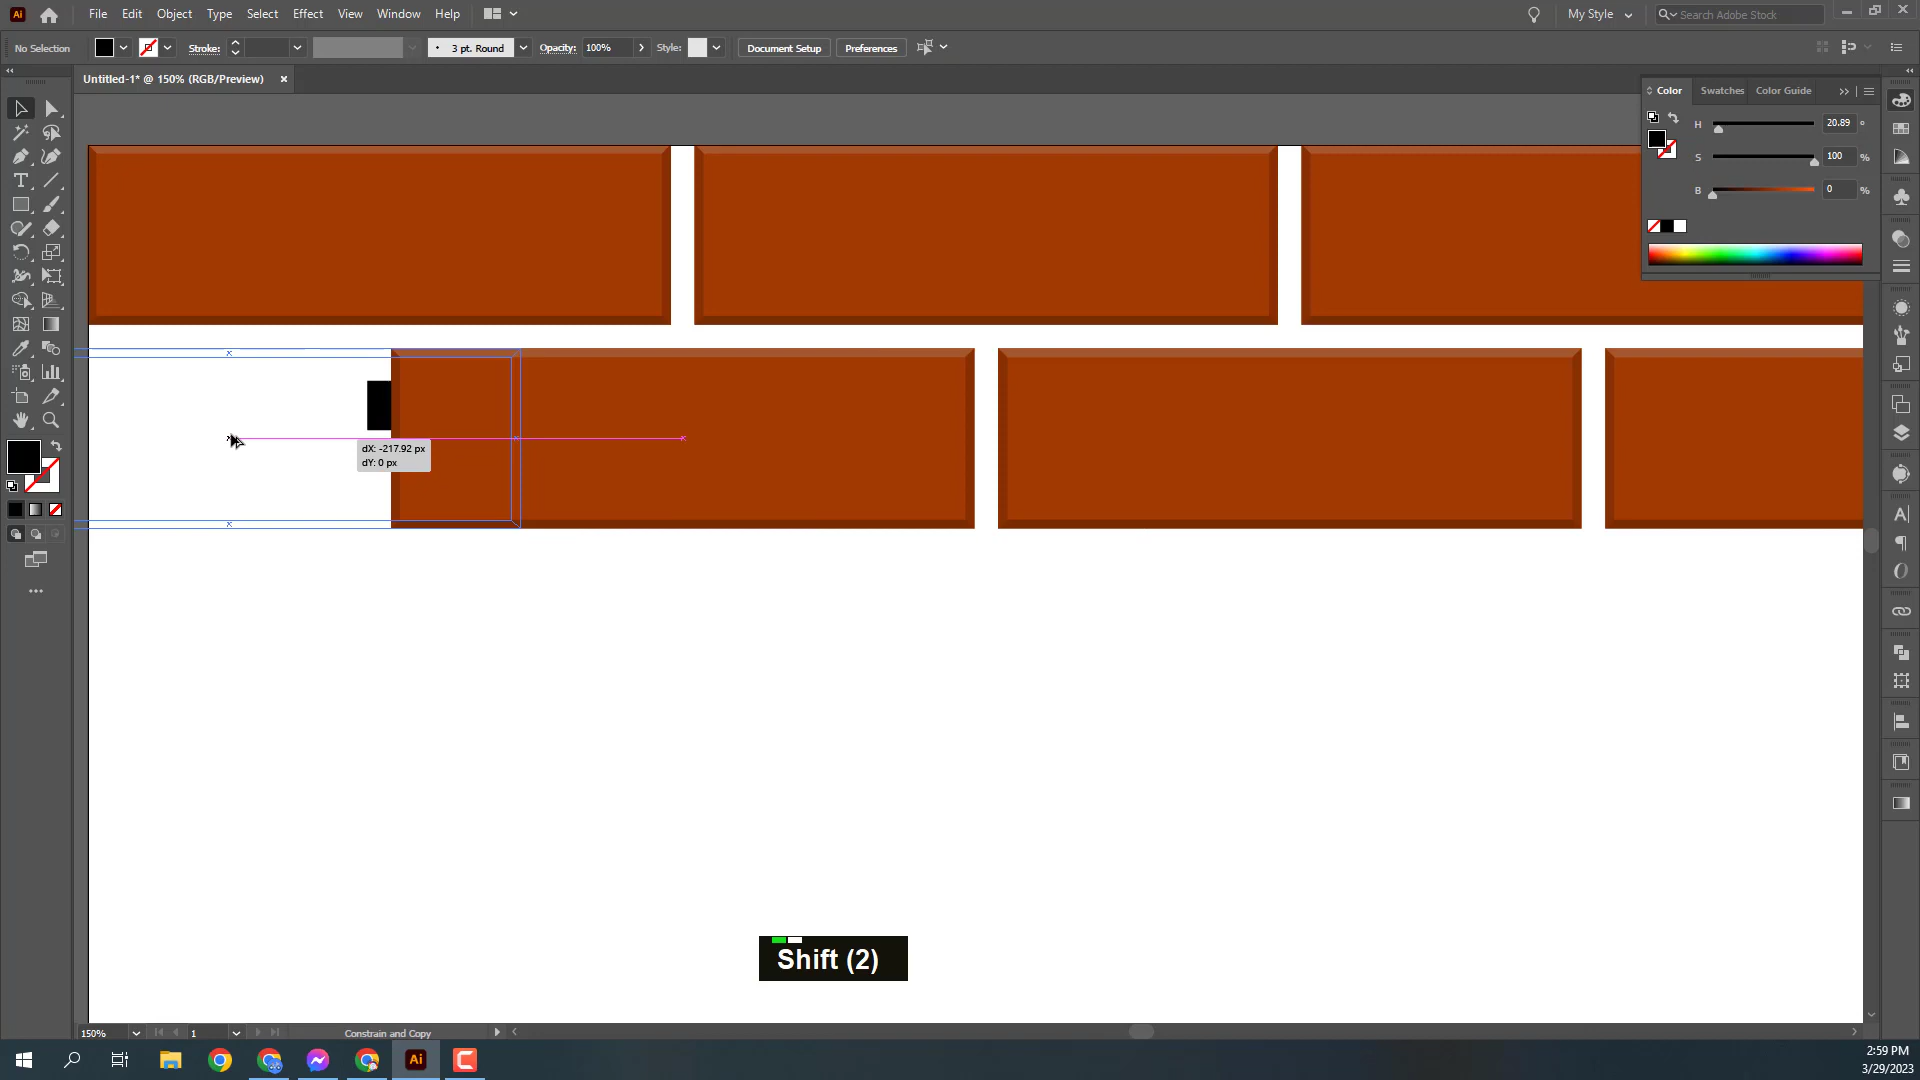 Ai File Edit Object Type Select Effect View Window Help My Style Search Adobe Stock
No Selection Stroke: 3 pt. Round Opacity: 100% Style: Document Setup Preferences
Untitled-1* @ 150% (RGB/Preview)
Color Swatches Color Guide
H 20.89 °
S 100 %
B 0 %
dX: -217.92 px
dY: 0 px
Shift (2)
150% 1 Constrain and Copy
Ai 2:59 PM
3/29/2023